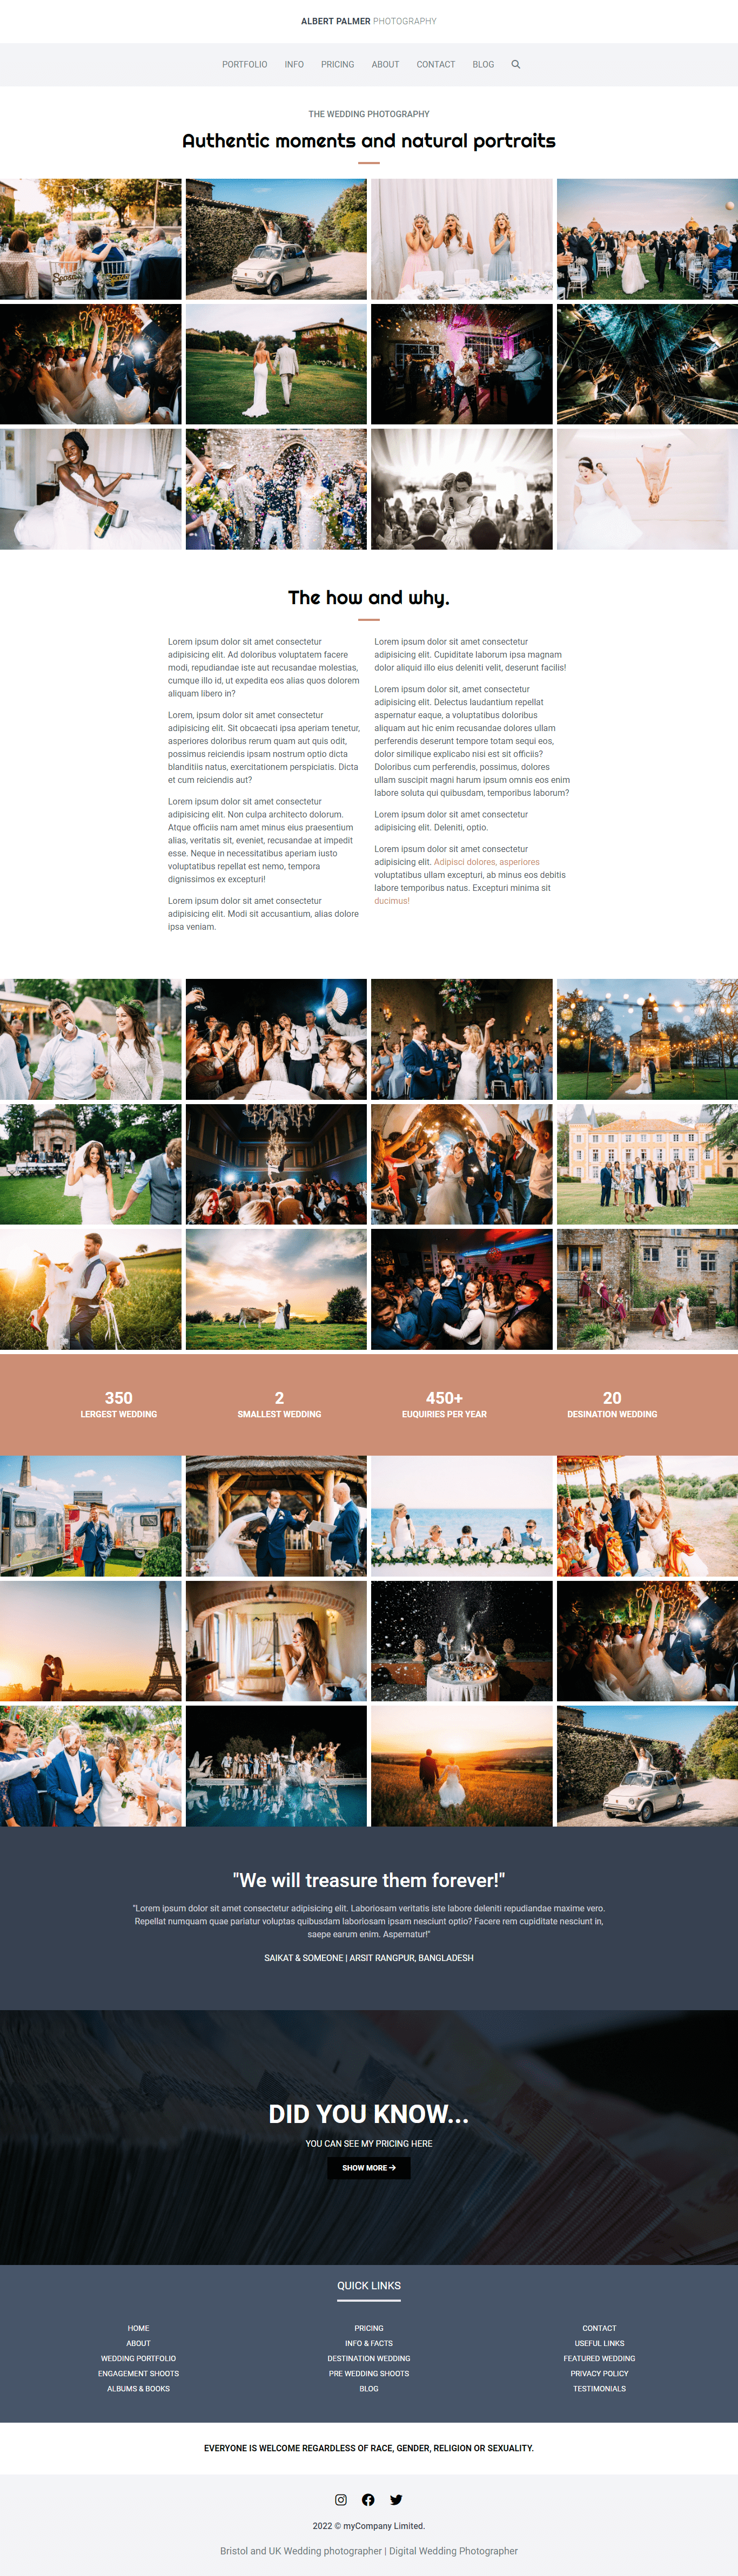 ALBERT PALMER PHOTOGRAPHY
PORTFOLIO INFO PRICING ABOUT CONTACT BLOG
THE WEDDING PHOTOGRAPHY
Authentic moments and natural portraits
The how and why.
Lorem ipsum dolor sit amet consectetur
adipisicing elit. Ad doloribus voluptatem facere
modi, repudiandae iste aut recusandae molestias,
cumque illo id, ut expedita eos alias quos dolorem
aliquam libero in?
Lorem, ipsum dolor sit amet consectetur
adipisicing elit. Sit obcaecati ipsa aperiam tenetur,
asperiores doloribus rerum quam aut quis odit,
possimus reiciendis ipsam nostrum optio dicta
blanditiis natus, exercitationem perspiciatis. Dicta
et cum reiciendis aut?
Lorem ipsum dolor sit amet consectetur
adipisicing elit. Non culpa architecto dolorum.
Atque officiis nam amet minus eius praesentium
alias, veritatis sit, eveniet, recusandae at impedit
esse. Neque in necessitatibus aperiam iusto
voluptatibus repellat est nemo, tempora
dignissimos ex excepturi!
Lorem ipsum dolor sit amet consectetur
adipisicing elit. Modi sit accusantium, alias dolore
ipsa veniam.
Lorem ipsum dolor sit amet consectetur
adipisicing elit. Cupiditate laborum ipsa magnam
dolor aliquid illo eius deleniti velit, deserunt facilis!
Lorem ipsum dolor sit, amet consectetur
adipisicing elit. Delectus laudantium repellat
aspernatur eaque, a voluptatibus doloribus
aliquam aut hic enim recusandae dolores ullam
perferendis deserunt tempore totam sequi eos,
dolor similique explicabo nisi est sit officiis?
Doloribus cum perferendis, possimus, dolores
ullam suscipit magni harum ipsum omnis eos enim
labore soluta qui quibusdam, temporibus laborum?
Lorem ipsum dolor sit amet consectetur
adipisicing elit. Deleniti, optio.
Lorem ipsum dolor sit amet consectetur
adipisicing elit. Adipisci dolores, asperiores
voluptatibus ullam excepturi, ab minus eos debitis
labore temporibus natus. Excepturi minima sit
ducimus!
350 2 450+ 20
LERGEST WEDDING SMALLEST WEDDING EUQUIRIES PER YEAR DESINATION WEDDING
"We will treasure them forever!"
"Lorem ipsum dolor sit amet consectetur adipisicing elit. Laboriosam veritatis iste labore deleniti repudiandae maxime vero.
Repellat numquam quae pariatur voluptas quibusdam laboriosam ipsam nesciunt optio? Facere rem cupiditate nesciunt in,
saepe earum enim. Aspernatur!"
SAIKAT & SOMEONE | ARSIT RANGPUR, BANGLADESH
DID YOU KNOW...
YOU CAN SEE MY PRICING HERE
SHOW MORE
QUICK LINKS
HOME PRICING CONTACT
ABOUT INFO & FACTS USEFUL LINKS
WEDDING PORTFOLIO DESTINATION WEDDING FEATURED WEDDING
ENGAGEMENT SHOOTS PRE WEDDING SHOOTS PRIVACY POLICY
ALBUMS & BOOKS BLOG TESTIMONIALS
EVERYONE IS WELCOME REGARDLESS OF RACE, GENDER, RELIGION OR SEXUALITY.
2022 © myCompany Limited.
Bristol and UK Wedding photographer | Digital Wedding Photographer